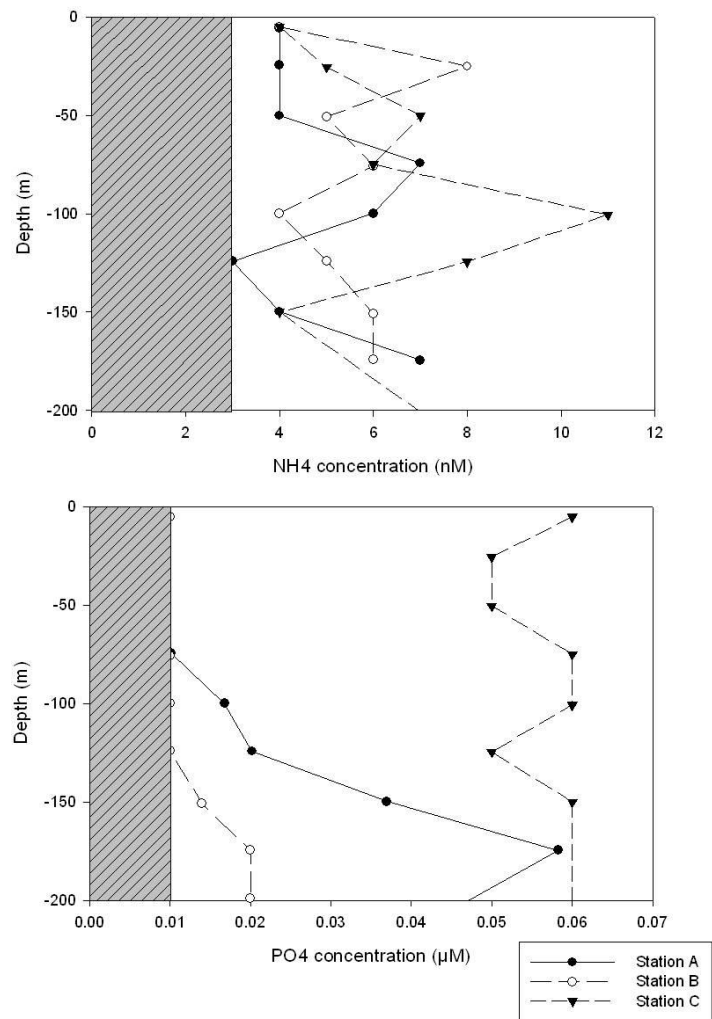 0
-50
-100
-150
-200
Depth (m)
0 2 4 6 8 10 12
NH4 concentration (nM)
0
-50
-100
-150
-200
Depth (m)
0.00 0.01 0.02 0.03 0.04 0.05 0.06 0.07
PO4 concentration (µM)
Station A
Station B
Station C